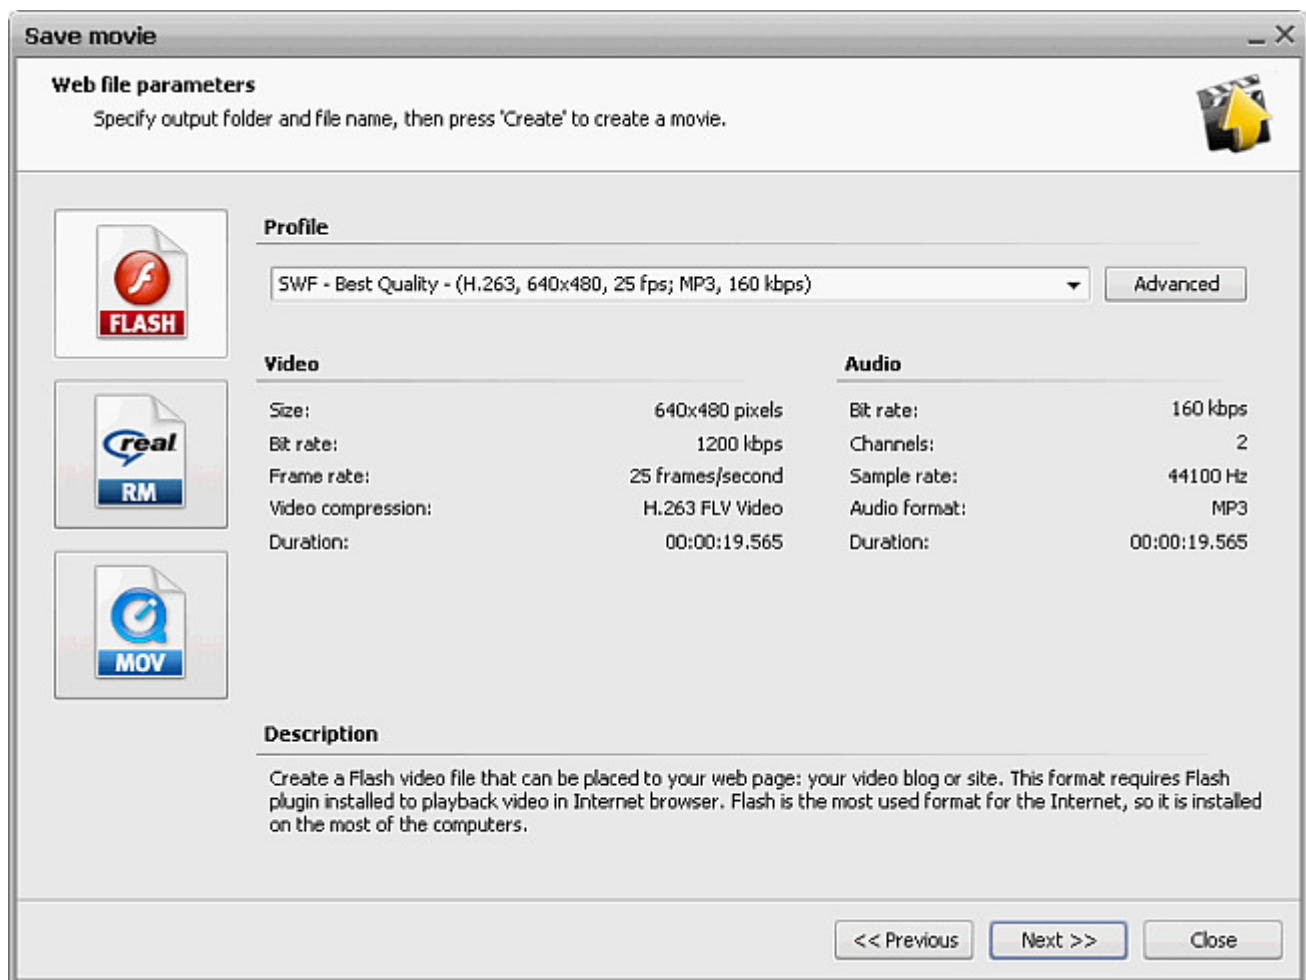 Save movie
Web file parameters
Specify output folder and file name, then press 'Create' to create a movie.
FLASH
real
RM
MOV
Profile
SWF - Best Quality - (H.263, 640x480, 25 fps; MP3, 160 kbps)
Advanced
Video
Size: 640x480 pixels
Bit rate: 1200 kbps
Frame rate: 25 frames/second
Video compression: H.263 FLV Video
Duration: 00:00:19.565
Audio
Bit rate: 160 kbps
Channels: 2
Sample rate: 44100 Hz
Audio format: MP3
Duration: 00:00:19.565
Description
Create a Flash video file that can be placed to your web page: your video blog or site. This format requires Flash
plugin installed to playback video in Internet browser. Flash is the most used format for the Internet, so it is installed
on the most of the computers.
<< Previous
Next >>
Close